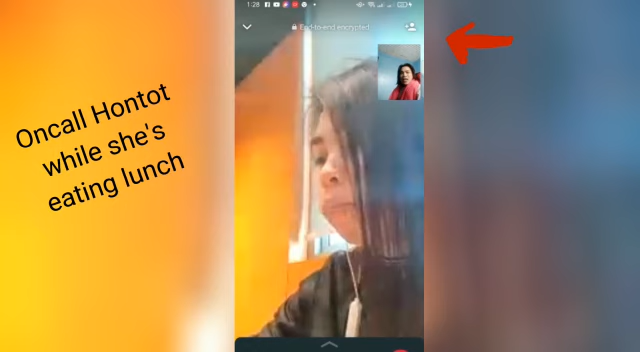 1:28
End-to-end encrypted
Oncall Hontot
while she's
eating lunch